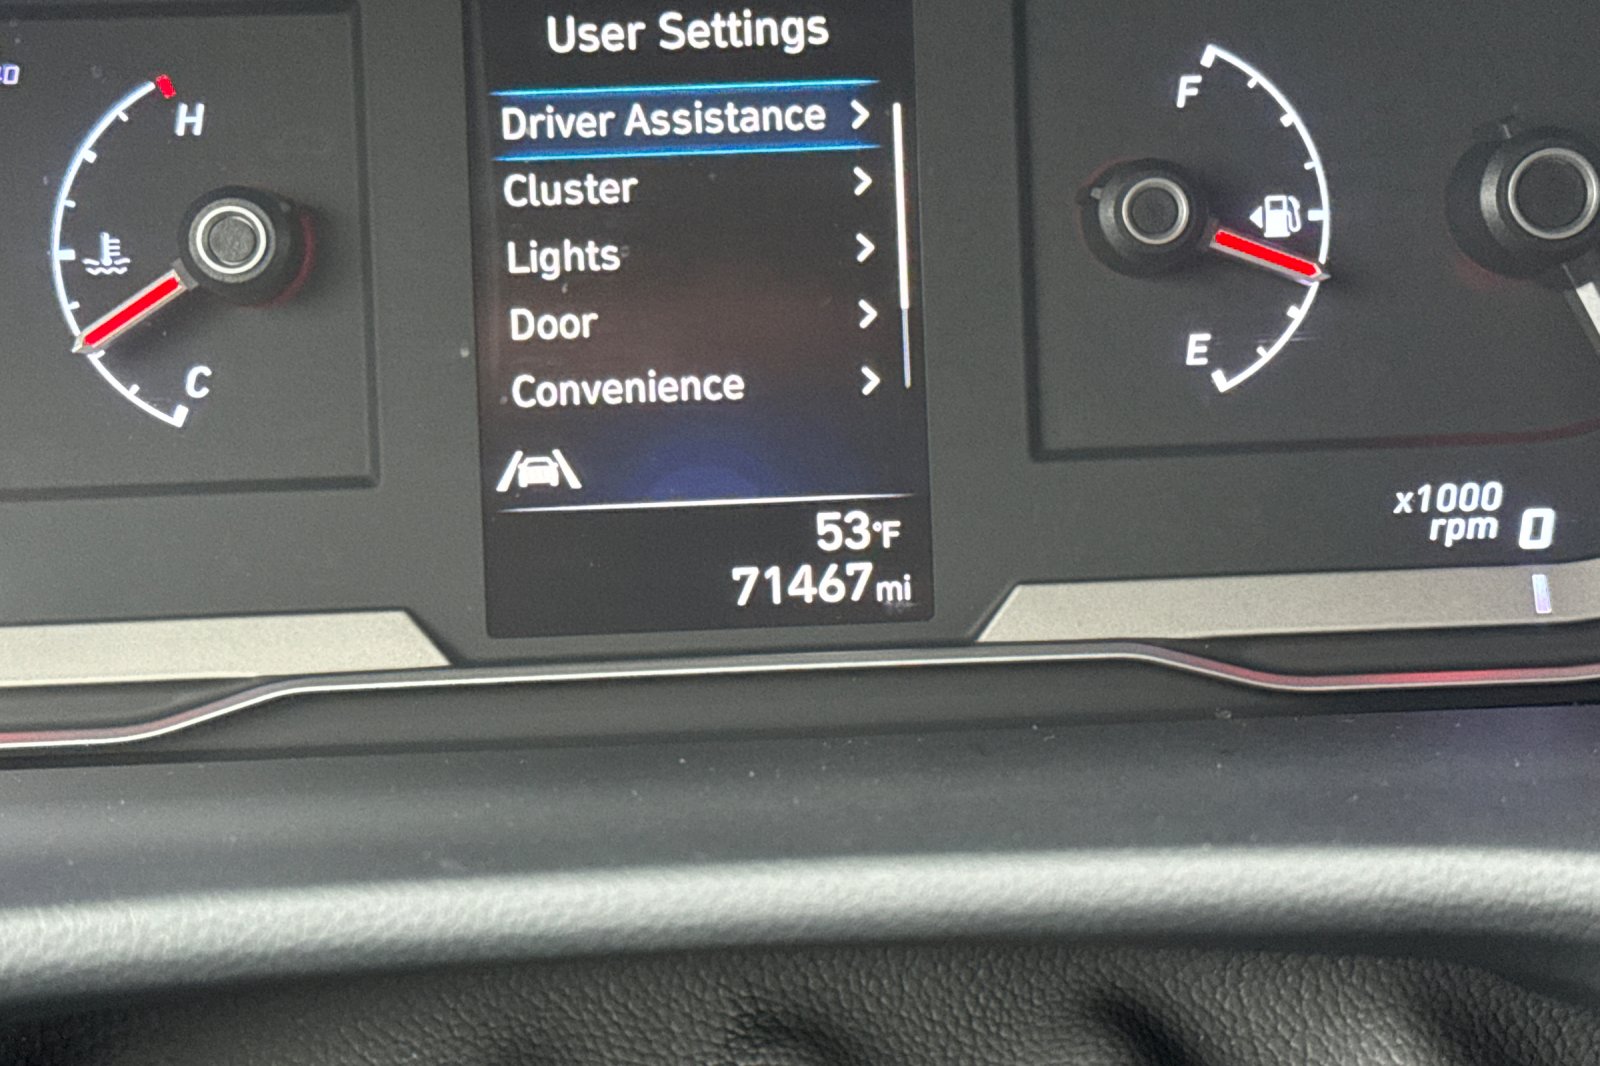 User Settings
Driver Assistance
Cluster
Lights
Door
Convenience
53°F
71467mi
H
C
F
E
x1000
rpm
0